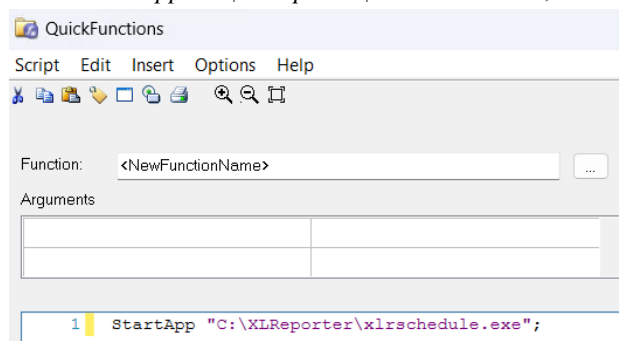 QuickFunctions
Script Edit Insert Options Help
Function: <NewFunctionName> ...
Arguments
1 StartApp "C:\XLReporter\xlrschedule.exe";